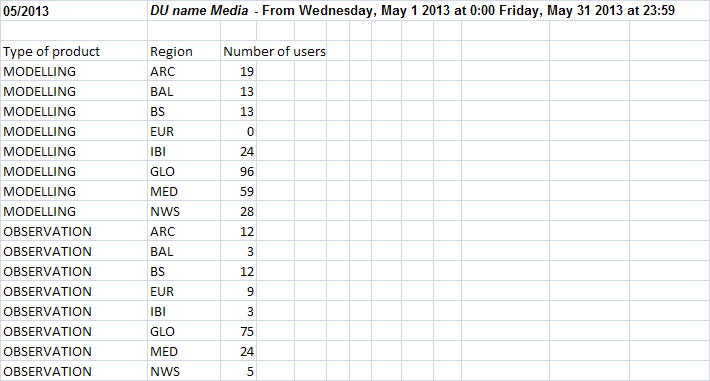 05/2013 DU name Media - From Wednesday, May 1 2013 at 0:00 Friday, May 31 2013 at 23:59
Type of product Region Number of users
MODELLING ARC 19
MODELLING BAL 13
MODELLING BS 13
MODELLING EUR 0
MODELLING IBI 24
MODELLING GLO 96
MODELLING MED 59
MODELLING NWS 28
OBSERVATION ARC 12
OBSERVATION BAL 3
OBSERVATION BS 12
OBSERVATION EUR 9
OBSERVATION IBI 3
OBSERVATION GLO 75
OBSERVATION MED 24
OBSERVATION NWS 5